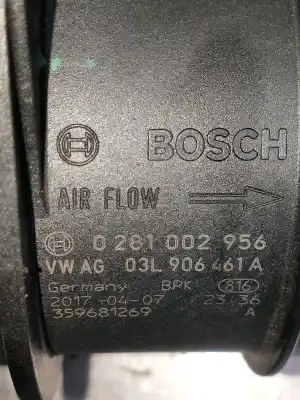 BOSCH
AIR FLOW
0 281 002 956
VW AG 03L 906 461 A
Germany BPK 816
2017-04-07 23:36
359681269 A